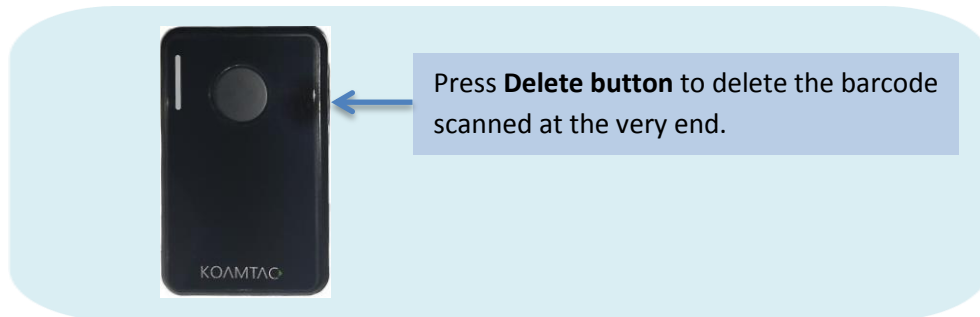 Press Delete button to delete the barcode
scanned at the very end.
KOAMTAC